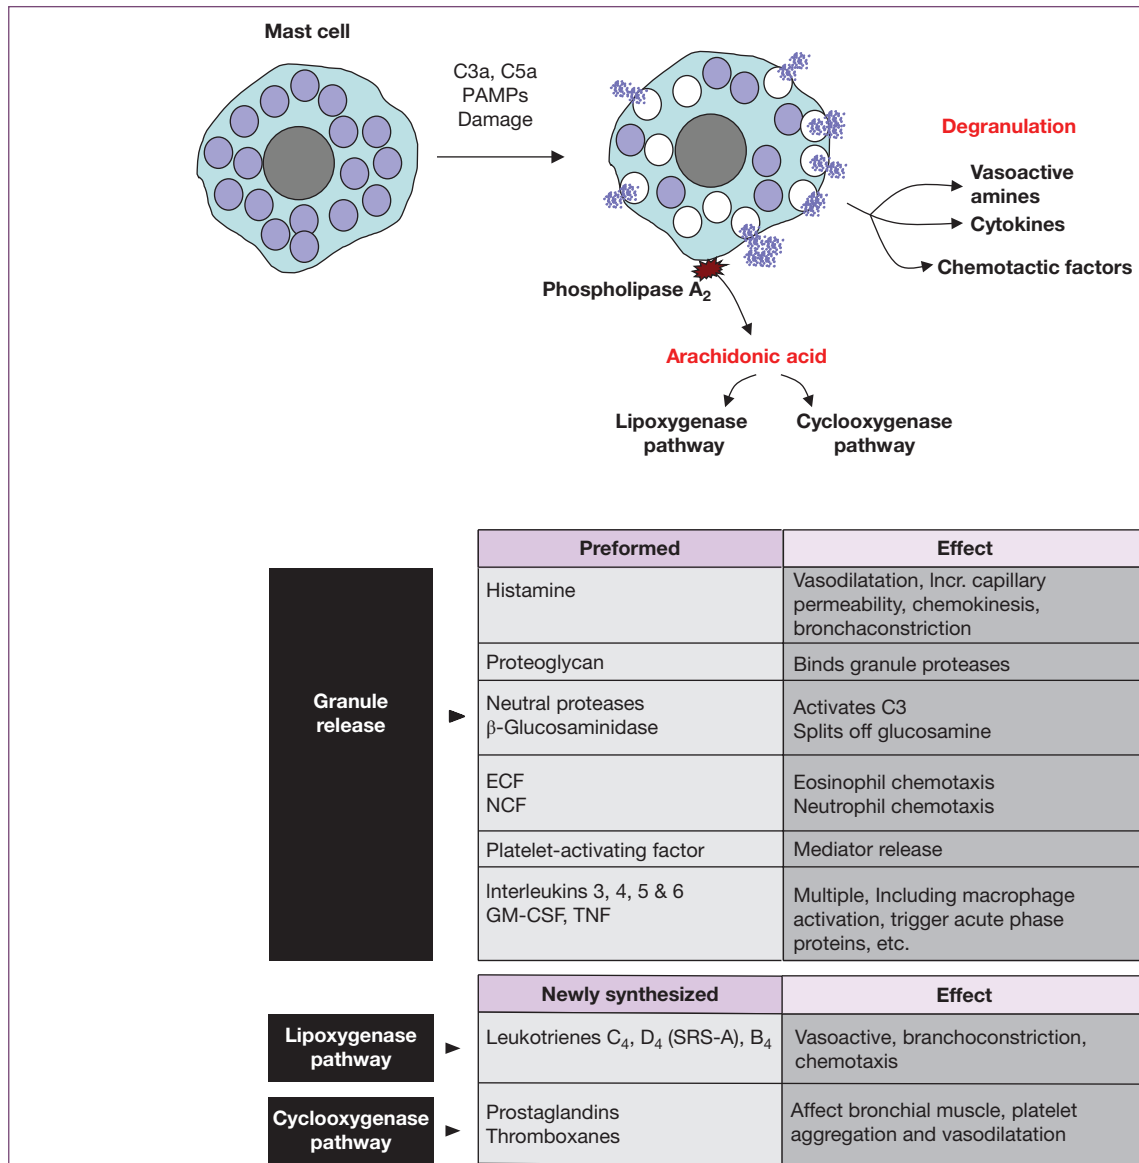 Mast cell
C3a, C5a
PAMPs
Damage
Degranulation
Vasoactive
amines
Cytokines
Chemotactic factors
Phospholipase A₂
Arachidonic acid
Lipoxygenase
pathway
Cyclooxygenase
pathway
Preformed
Effect
Granule
release
Histamine
Vasodilatation, Incr. capillary
permeability, chemokinesis,
bronchaconstriction
Proteoglycan
Binds granule proteases
Neutral proteases
β-Glucosaminidase
Activates C3
Splits off glucosamine
ECF
NCF
Eosinophil chemotaxis
Neutrophil chemotaxis
Platelet-activating factor
Mediator release
Interleukins 3, 4, 5 & 6
GM-CSF, TNF
Multiple, Including macrophage
activation, trigger acute phase
proteins, etc.
Newly synthesized
Effect
Lipoxygenase
pathway
Leukotrienes C₄, D₄ (SRS-A), B₄
Vasoactive, branchoconstriction,
chemotaxis
Cyclooxygenase
pathway
Prostaglandins
Thromboxanes
Affect bronchial muscle, platelet
aggregation and vasodilatation